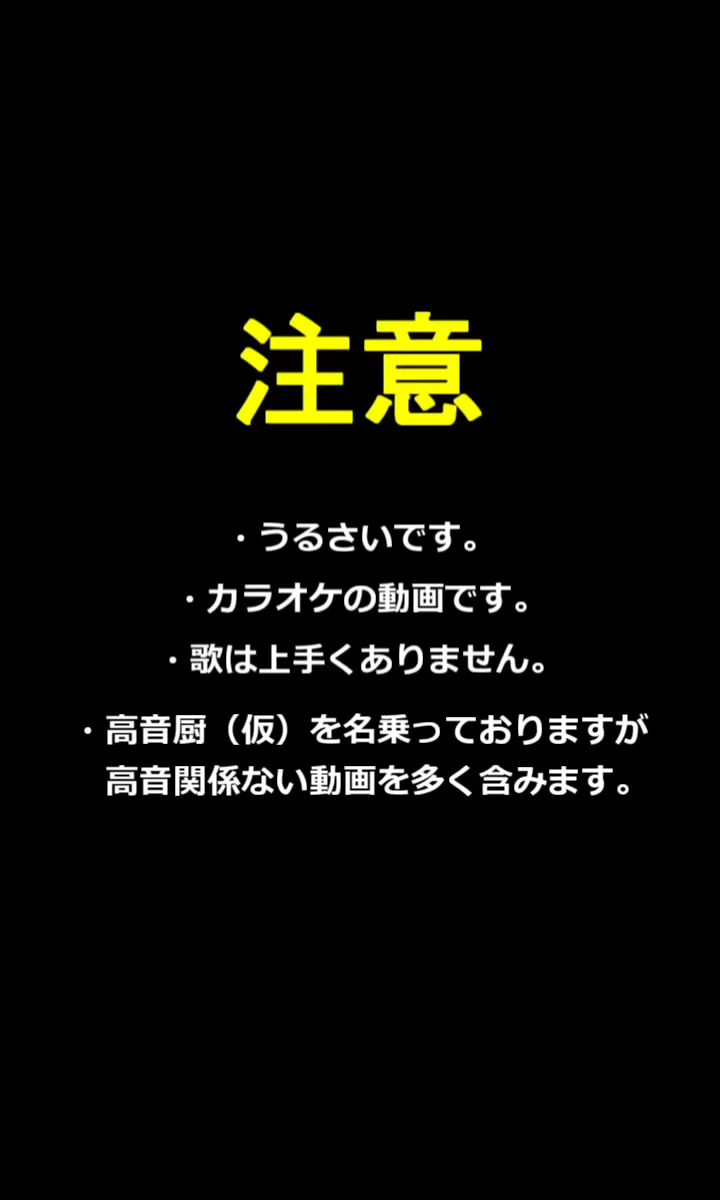 注意
・うるさいです。
・カラオケの動画です。
・歌は上手くありません。
・高音厨（仮）を名乗っておりますが
高音関係ない動画を多く含みます。